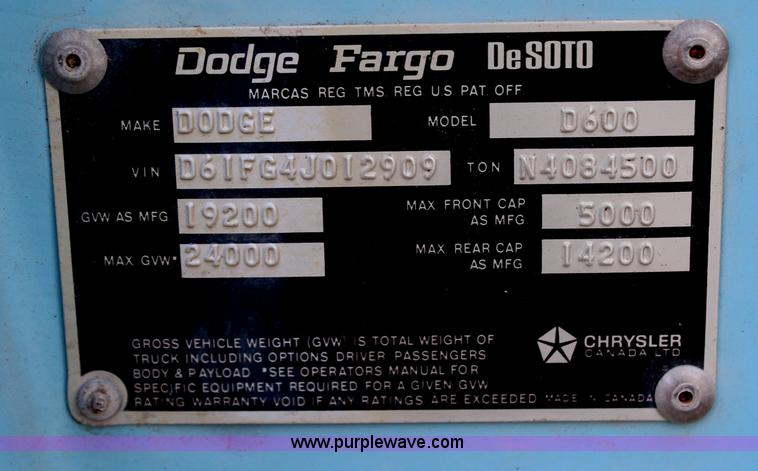 Dodge Fargo DeSOTO
MARCAS REG. TMS. REG. U.S. PAT. OFF.
MAKE DODGE MODEL D600
VIN D61FG4J012909 TON N4084500
GVW AS MFG 19200 MAX. FRONT CAP AS MFG 5000
MAX. GVW* 24000 MAX. REAR CAP AS MFG 14200
GROSS VEHICLE WEIGHT (GVW) IS TOTAL WEIGHT OF
TRUCK INCLUDING OPTIONS DRIVER PASSENGERS
BODY & PAYLOAD *SEE OPERATORS MANUAL FOR
SPECIFIC EQUIPMENT REQUIRED FOR A GIVEN GVW
RATING WARRANTY VOID IF ANY RATINGS ARE EXCEEDED MADE IN CANADA
CHRYSLER
CANADA LTD
www.purplewave.com